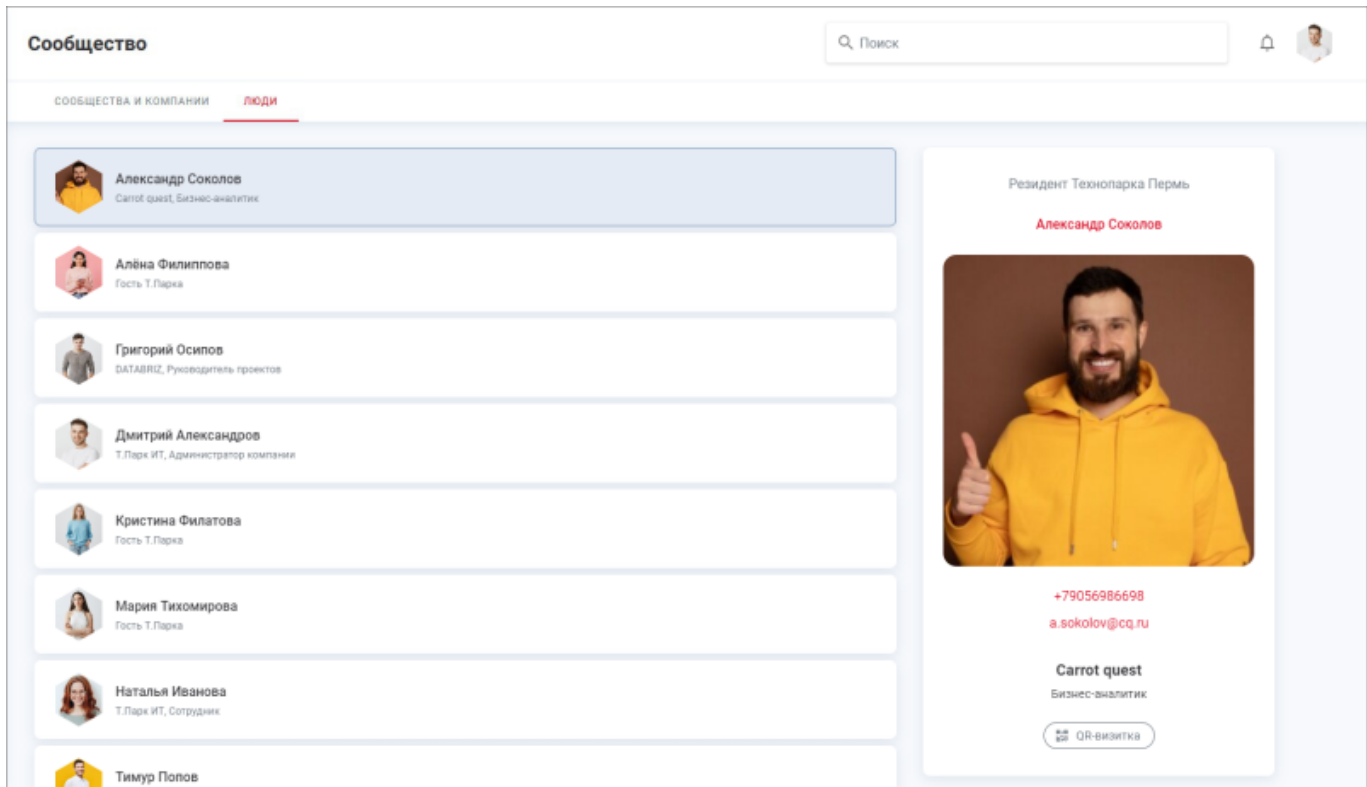 Сообщество
Поиск
СООБЩЕСТВА И КОМПАНИИ
ЛЮДИ
Александр Соколов
Carrot quest, Бизнес-аналитик
Алёна Филиппова
Гость Т.Парка
Григорий Осипов
DATABRIZ, Руководитель проектов
Дмитрий Александров
Т.Парк ИТ, Администратор компании
Кристина Филатова
Гость Т.Парка
Мария Тихомирова
Гость Т.Парка
Наталья Иванова
Т.Парк ИТ, Сотрудник
Тимур Попов
Резидент Технопарка Пермь
Александр Соколов
+79056986698
a.sokolov@cq.ru
Carrot quest
Бизнес-аналитик
QR-визитка